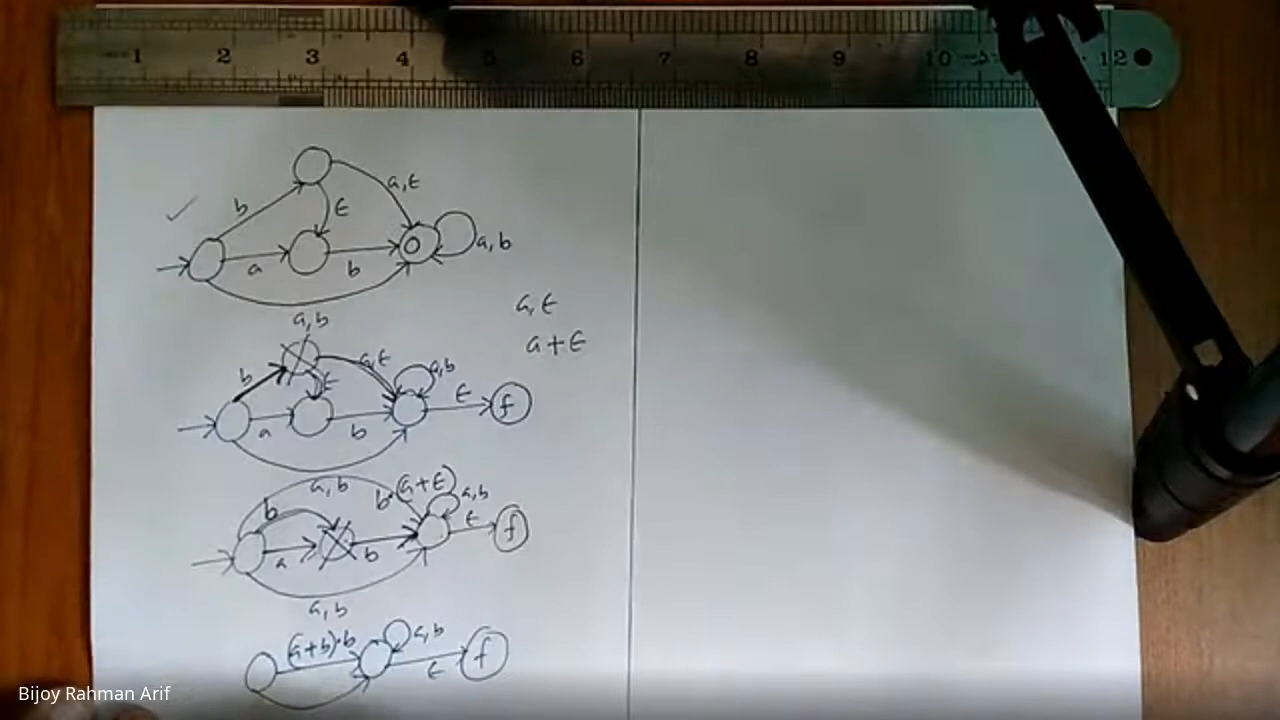 1 2 3 4 5 6 7 8 9 10 12
a,ϵ
b
ϵ
a,b
a
b
a,b
a,ϵ
a+ϵ
b
a,ϵ
ϵ
a,b
ϵ
f
a
b
a,b
b·(a+ϵ)
a,b
b
ϵ
f
a
b
a,b
(a+b)·b
a,b
f
ϵ
Bijoy Rahman Arif